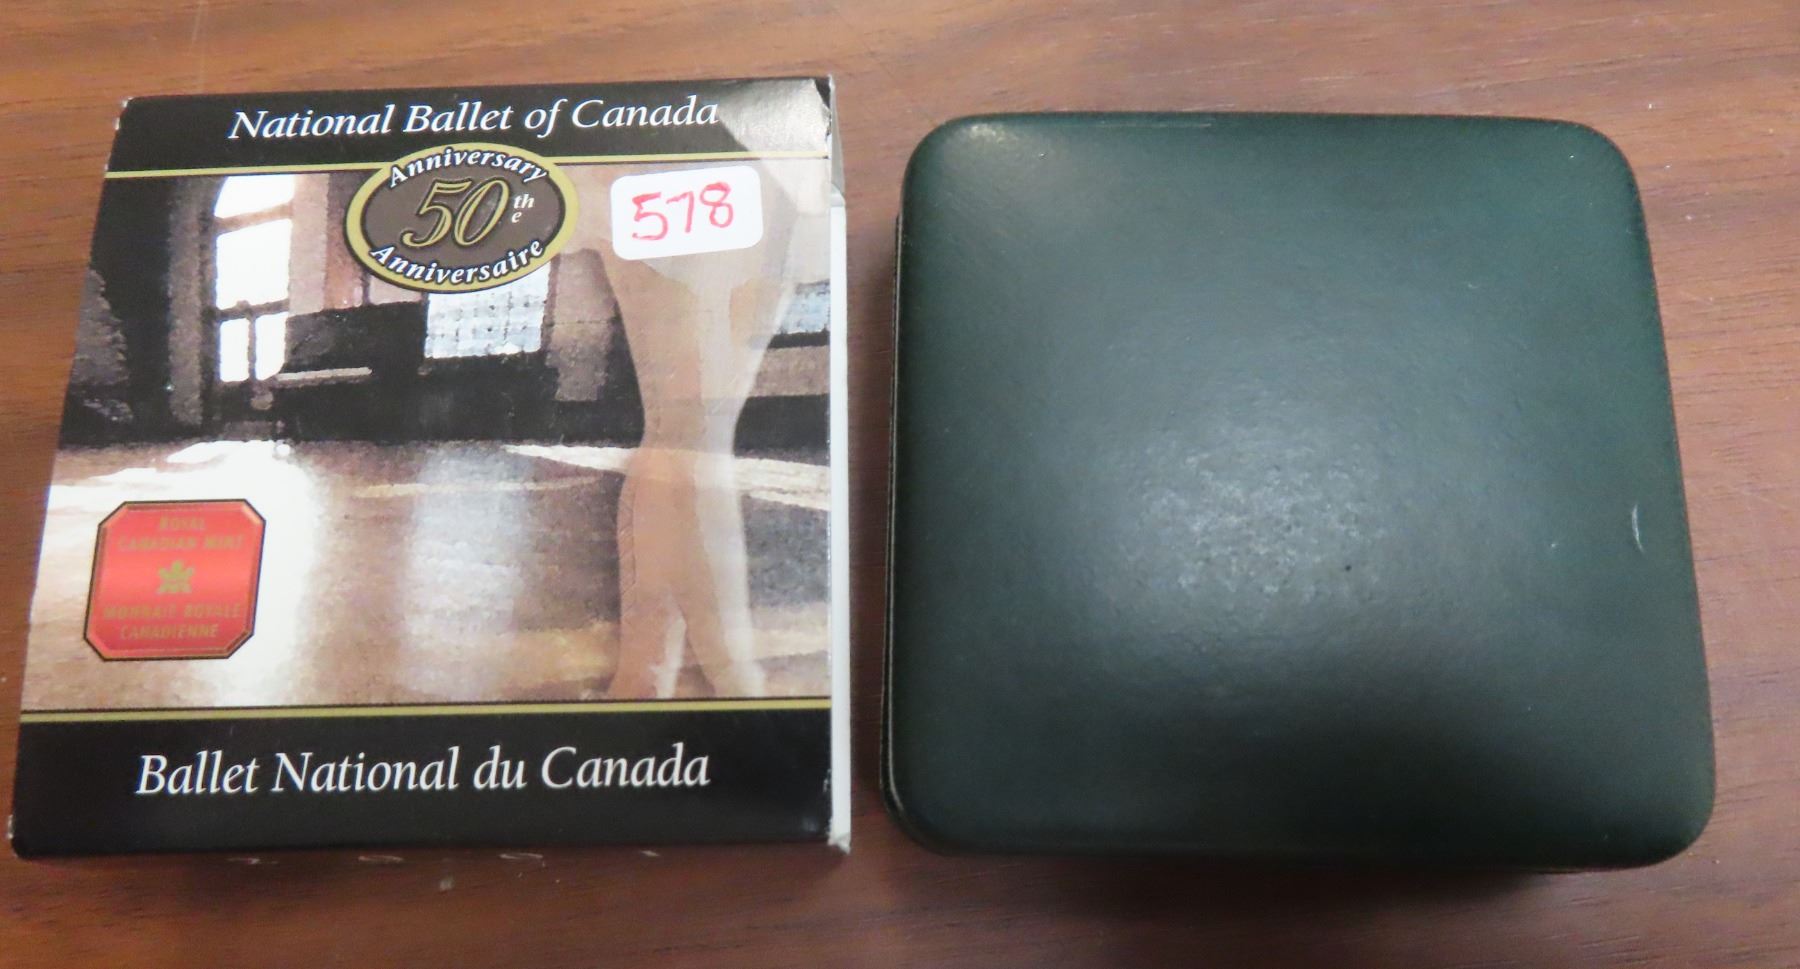 National Ballet of Canada
Anniversary
50th
e
Anniversaire
578
ROYAL
CANADIAN MINT
MONNAIE ROYALE
CANADIENNE
Ballet National du Canada